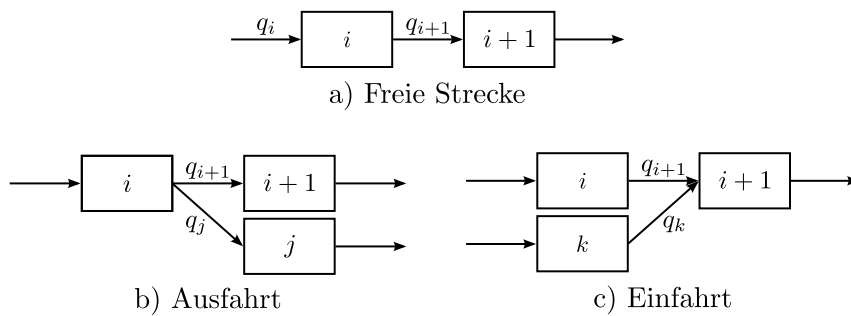 q_i i q_{i+1} i + 1
a) Freie Strecke
i q_{i+1} i + 1
q_j j
b) Ausfahrt
i q_{i+1} i + 1
k q_k
c) Einfahrt